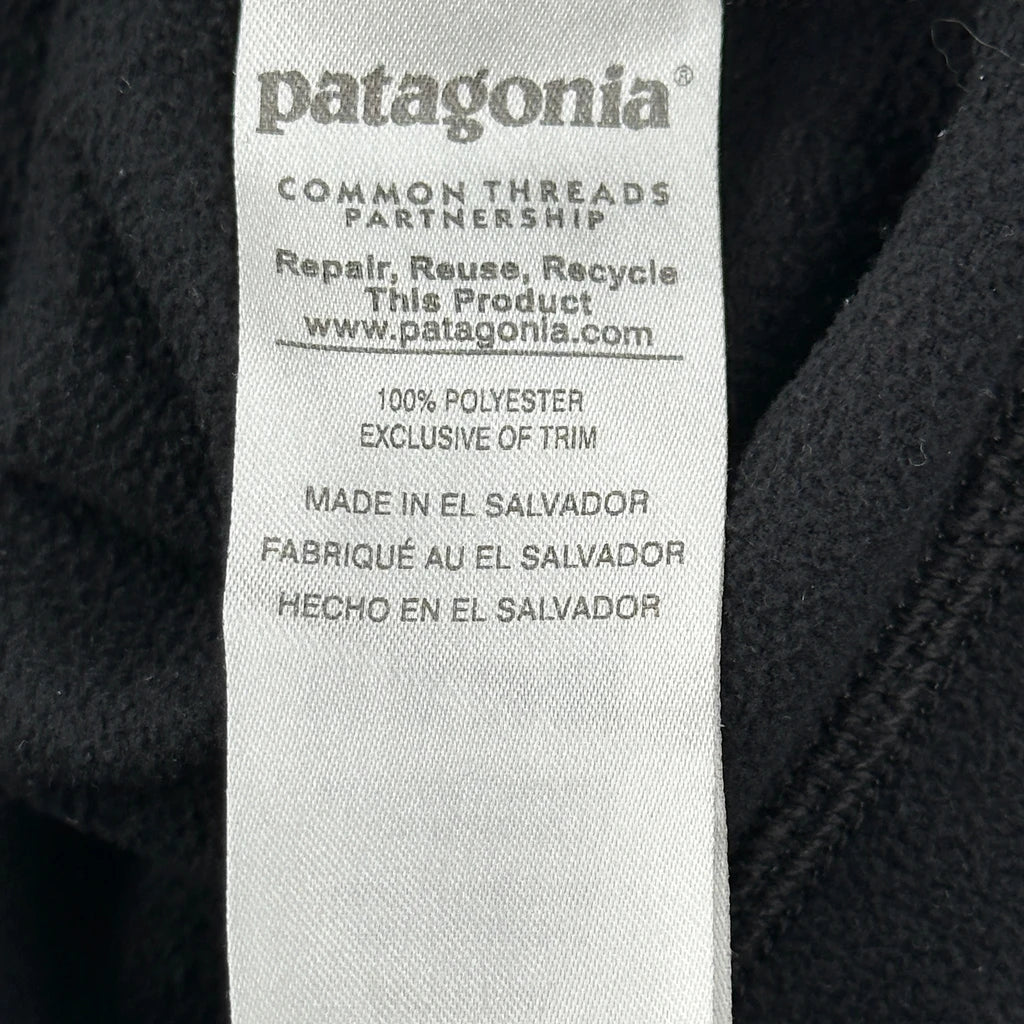 patagonia®
COMMON THREADS
PARTNERSHIP
Repair, Reuse, Recycle
This Product
www.patagonia.com
100% POLYESTER
EXCLUSIVE OF TRIM
MADE IN EL SALVADOR
FABRIQUÉ AU EL SALVADOR
HECHO EN EL SALVADOR